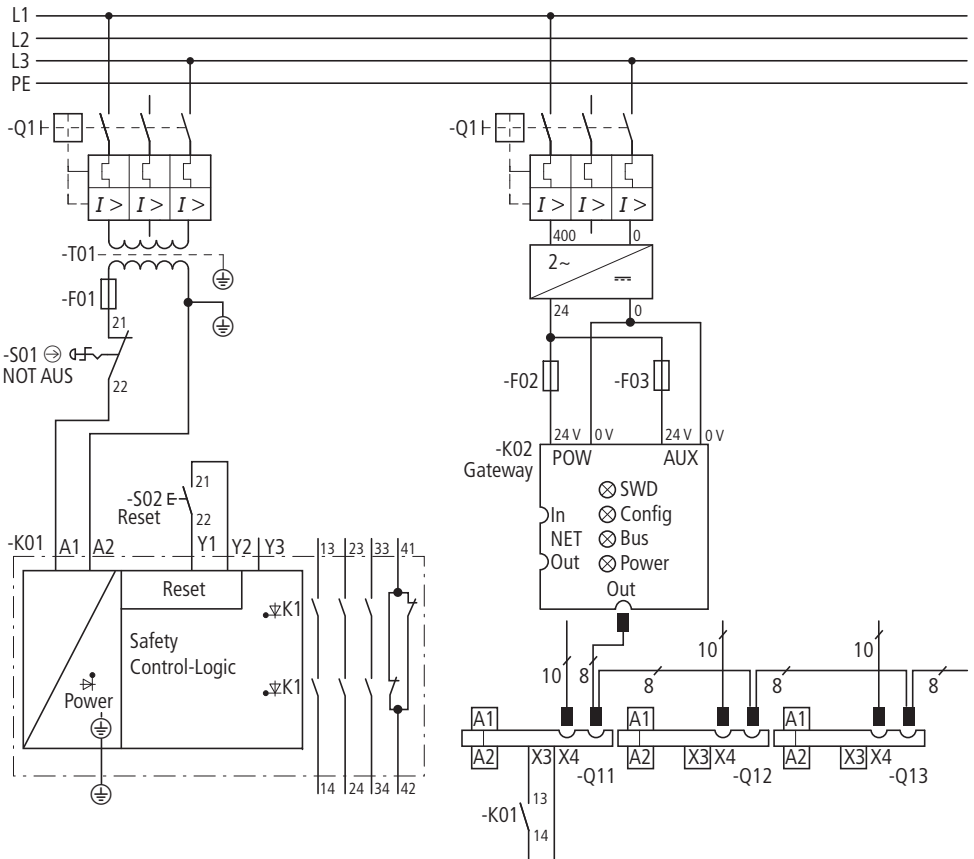 L1
L2
L3
PE
-Q1
-Q1
I > I > I >
I > I > I >
400 0
-T01
2~
-F01
24 0
21
-S01
NOT AUS
22
-F02
-F03
24 V 0 V 24 V 0 V
-K02
Gateway
POW AUX
SWD
In
Config
NET
Bus
Out
Power
Out
21
-S02
Reset
22
-K01 A1 A2 Y1 Y2 Y3 13 23 33 41
Reset
K1
Safety
Control-Logic
K1
Power
14 24 34 42
10 8 8 10 8 10 8
A1 A1 A1
A2 X3 X4 A2 X3 X4 A2 X3 X4
-Q11 -Q12 -Q13
13
-K01
14